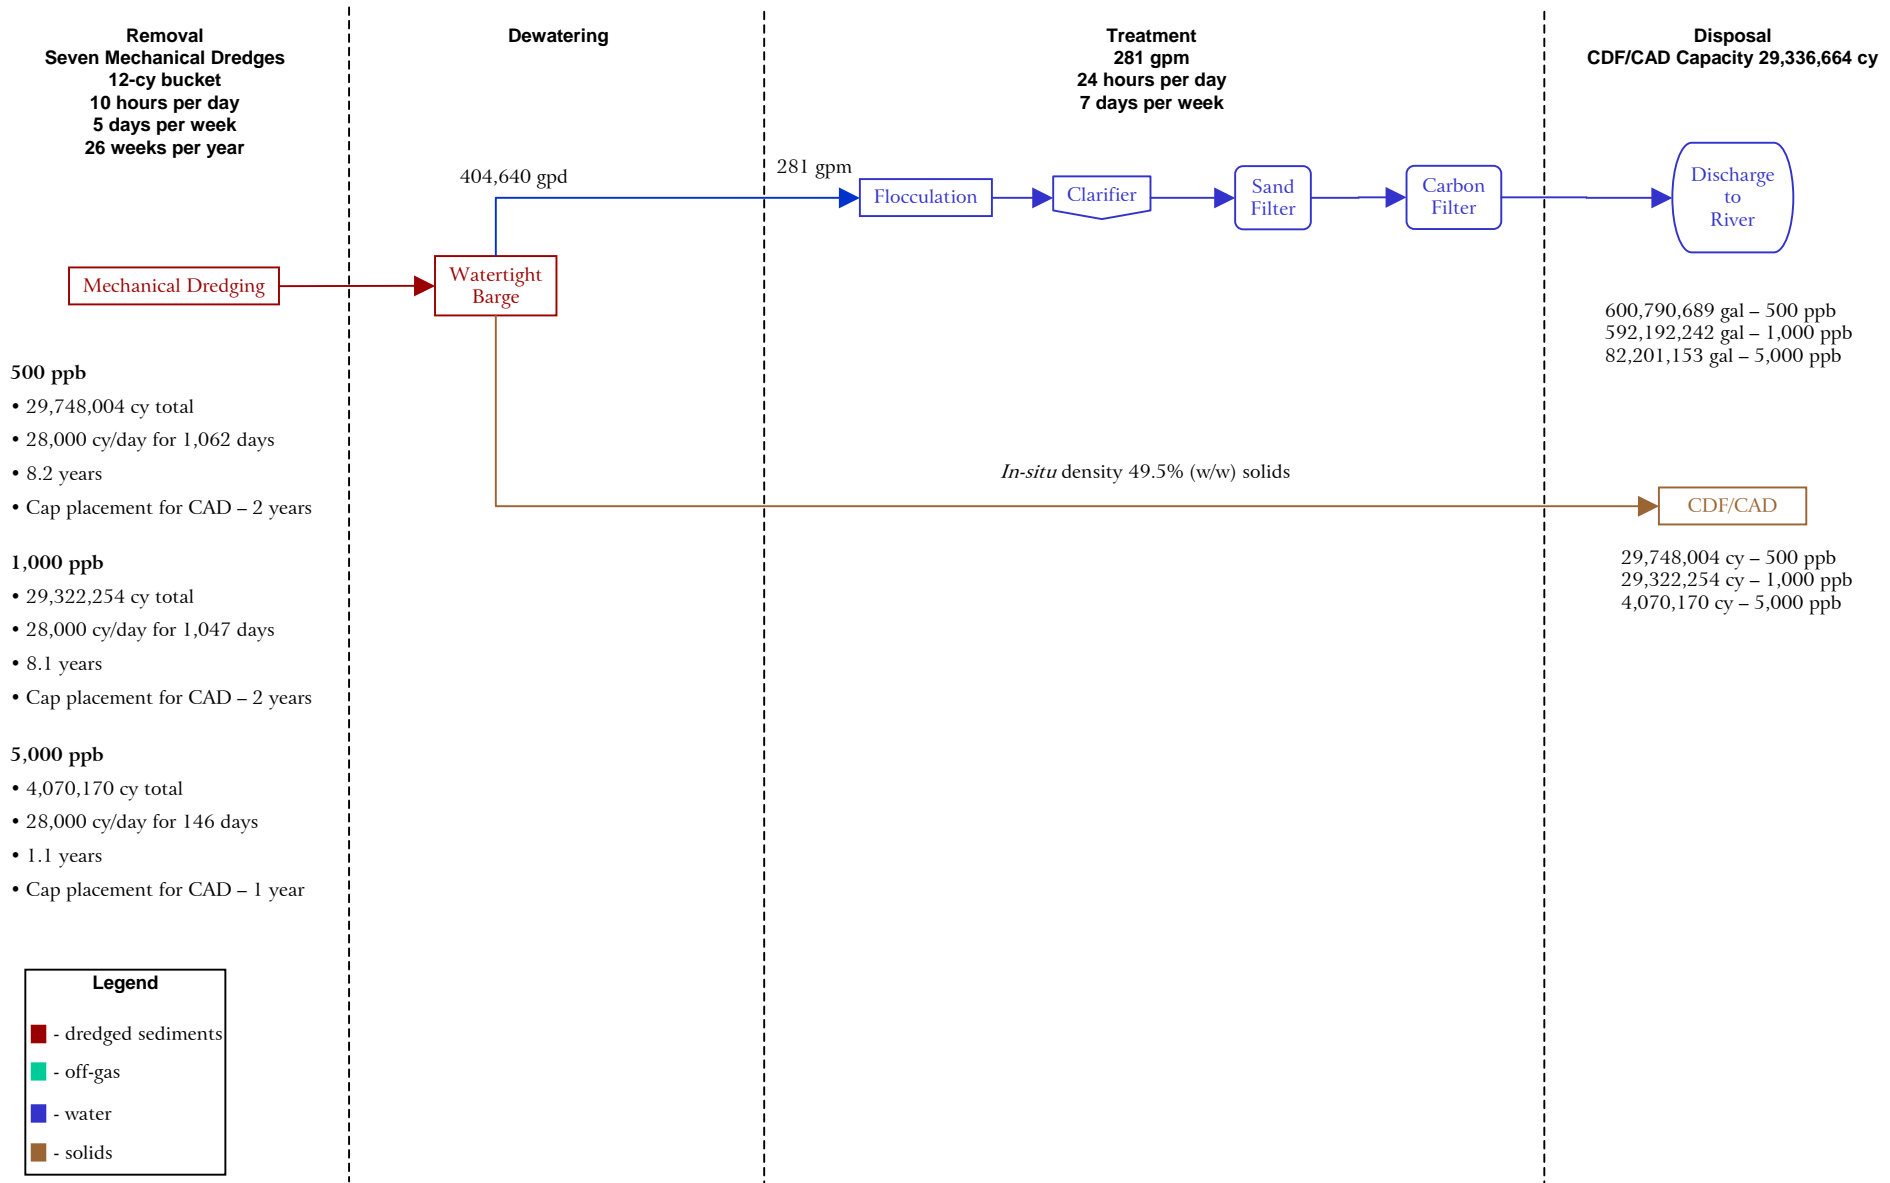 Removal
Seven Mechanical Dredges
12-cy bucket
10 hours per day
5 days per week
26 weeks per year
Dewatering
Treatment
281 gpm
24 hours per day
7 days per week
Disposal
CDF/CAD Capacity 29,336,664 cy
404,640 gpd
281 gpm
Flocculation
Clarifier
Sand
Filter
Carbon
Filter
Discharge
to
River
Mechanical Dredging
Watertight
Barge
600,790,689 gal – 500 ppb
592,192,242 gal – 1,000 ppb
82,201,153 gal – 5,000 ppb
500 ppb
• 29,748,004 cy total
• 28,000 cy/day for 1,062 days
• 8.2 years
• Cap placement for CAD – 2 years
In-situ density 49.5% (w/w) solids
CDF/CAD
29,748,004 cy – 500 ppb
29,322,254 cy – 1,000 ppb
4,070,170 cy – 5,000 ppb
1,000 ppb
• 29,322,254 cy total
• 28,000 cy/day for 1,047 days
• 8.1 years
• Cap placement for CAD – 2 years
5,000 ppb
• 4,070,170 cy total
• 28,000 cy/day for 146 days
• 1.1 years
• Cap placement for CAD – 1 year
Legend
- dredged sediments
- off-gas
- water
- solids